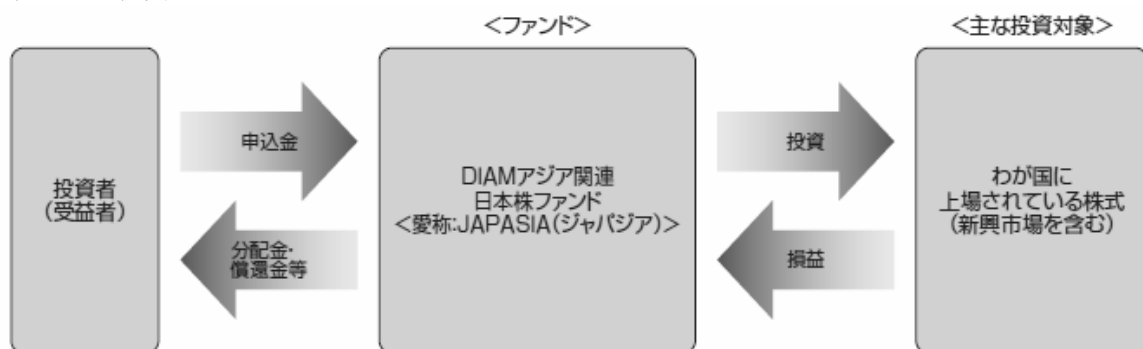 <ファンド>
<主な投資対象>
投資者
(受益者)
申込金
分配金・
償還金等
DIAMアジア関連
日本株ファンド
<愛称:JAPASIA(ジャパジア)>
投資
損益
わが国に
上場されている株式
(新興市場を含む)